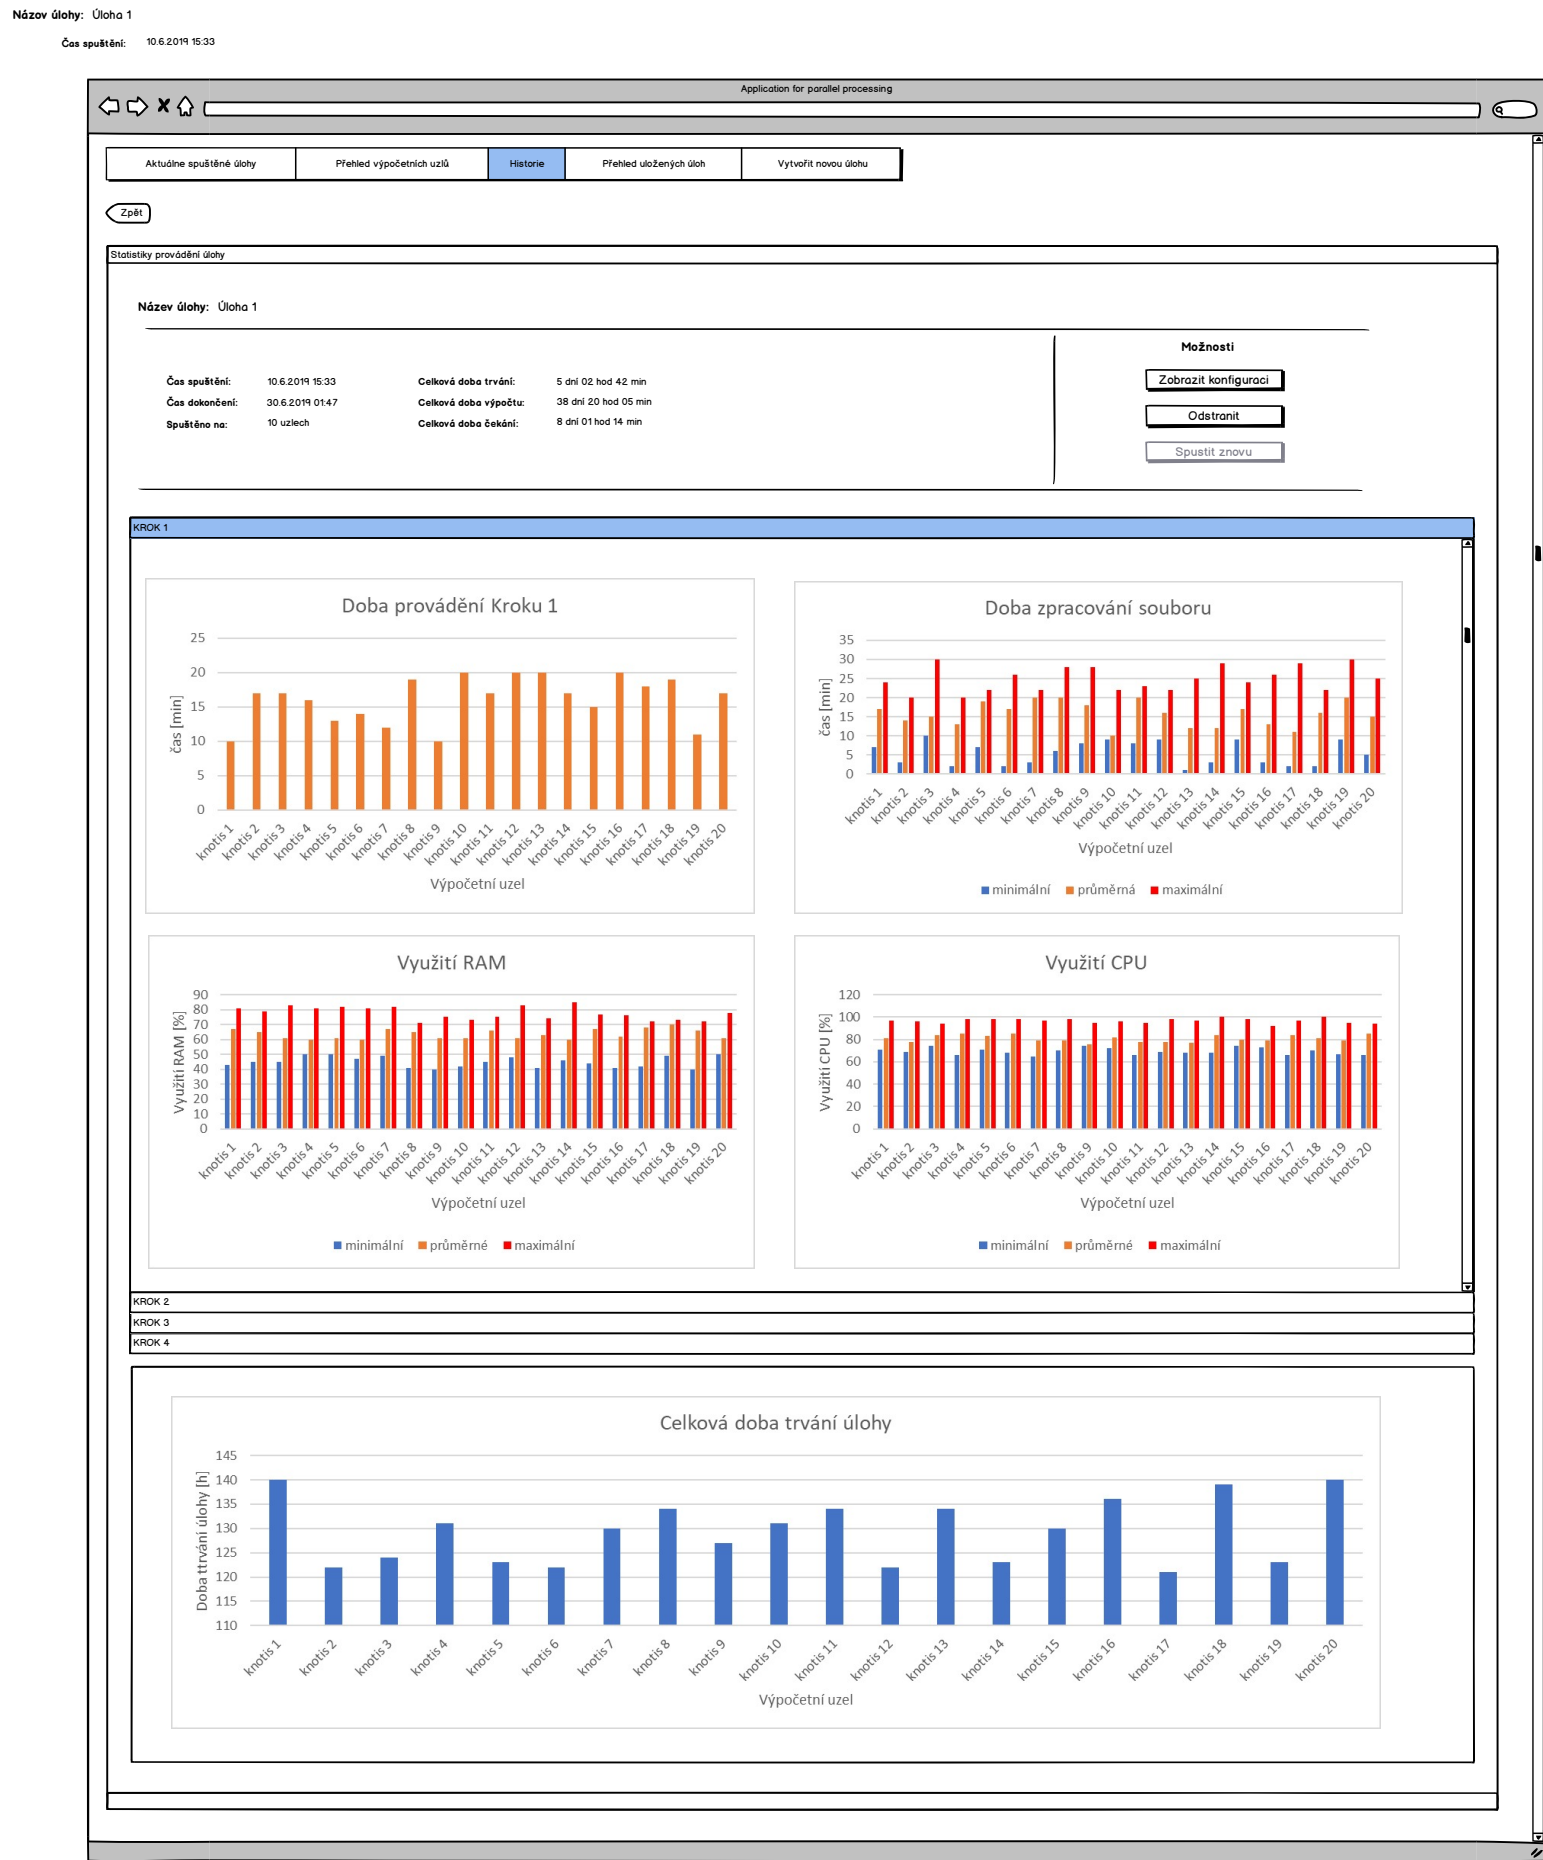 Názov úlohy: Úloha 1
Čas spuštění: 10.6.2019 15:33
Application for parallel processing
Aktuálne spuštěné úlohy Přehled výpočetních uzlů Historie Přehled uložených úloh Vytvořit novou úlohu
Zpět
Statistiky provádění úlohy
Název úlohy: Úloha 1
Možnosti
Čas spuštění: 10.6.2019 15:33 Celková doba trvání: 5 dní 02 hod 42 min Zobrazit konfiguraci
Čas dokončení: 30.6.2019 01:47 Celková doba výpočtu: 38 dní 20 hod 05 min
Odstranit
Spuštěno na: 10 uzlech Celková doba čekání: 8 dní 01 hod 14 min
Spustit znovu
KROK 1
Doba provádění Kroku 1
čas [min]
25
20
15
10
5
0
knotis 1 knotis 2 knotis 3 knotis 4 knotis 5 knotis 6 knotis 7 knotis 8 knotis 9 knotis 10 knotis 11 knotis 12 knotis 13 knotis 14 knotis 15 knotis 16 knotis 17 knotis 18 knotis 19 knotis 20
Výpočetní uzel
Doba zpracování souboru
čas [min]
35
30
25
20
15
10
5
0
knotis 1 knotis 2 knotis 3 knotis 4 knotis 5 knotis 6 knotis 7 knotis 8 knotis 9 knotis 10 knotis 11 knotis 12 knotis 13 knotis 14 knotis 15 knotis 16 knotis 17 knotis 18 knotis 19 knotis 20
Výpočetní uzel
minimální průměrná maximální
Využití RAM
Využití RAM [%]
90
80
70
60
50
40
30
20
10
0
knotis 1 knotis 2 knotis 3 knotis 4 knotis 5 knotis 6 knotis 7 knotis 8 knotis 9 knotis 10 knotis 11 knotis 12 knotis 13 knotis 14 knotis 15 knotis 16 knotis 17 knotis 18 knotis 19 knotis 20
Výpočetní uzel
minimální průměrné maximální
Využití CPU
Využití CPU [%]
120
100
80
60
40
20
0
knotis 1 knotis 2 knotis 3 knotis 4 knotis 5 knotis 6 knotis 7 knotis 8 knotis 9 knotis 10 knotis 11 knotis 12 knotis 13 knotis 14 knotis 15 knotis 16 knotis 17 knotis 18 knotis 19 knotis 20
Výpočetní uzel
minimální průměrné maximální
KROK 2
KROK 3
KROK 4
Celková doba trvání úlohy
Doba ttrvání úlohy [h]
145
140
135
130
125
120
115
110
knotis 1 knotis 2 knotis 3 knotis 4 knotis 5 knotis 6 knotis 7 knotis 8 knotis 9 knotis 10 knotis 11 knotis 12 knotis 13 knotis 14 knotis 15 knotis 16 knotis 17 knotis 18 knotis 19 knotis 20
Výpočetní uzel